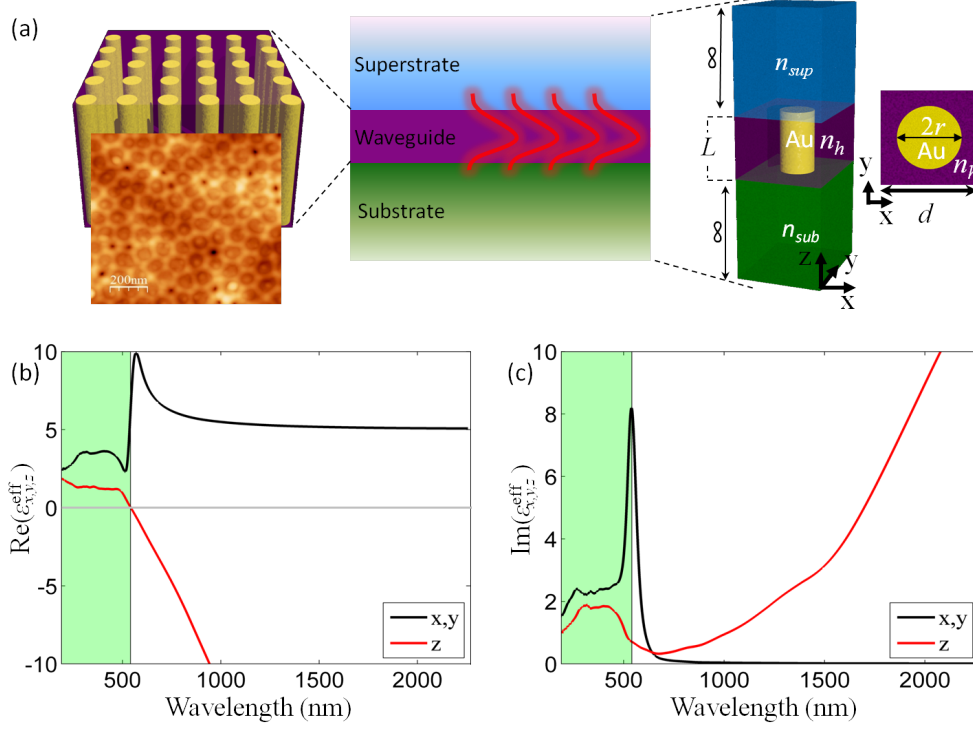 (a)
200nm
Superstrate
Waveguide
Substrate
∞
L
∞
n_sup
Au n_h
n_sub
z
y
x
2r
Au
n_h
y
x
d
(b)
10
5
0
-5
-10
Re(ε^eff_x,y,z)
500 1000 1500 2000
Wavelength (nm)
x,y
z
(c)
10
8
6
4
2
0
Im(ε^eff_x,y,z)
500 1000 1500 2000
Wavelength (nm)
x,y
z